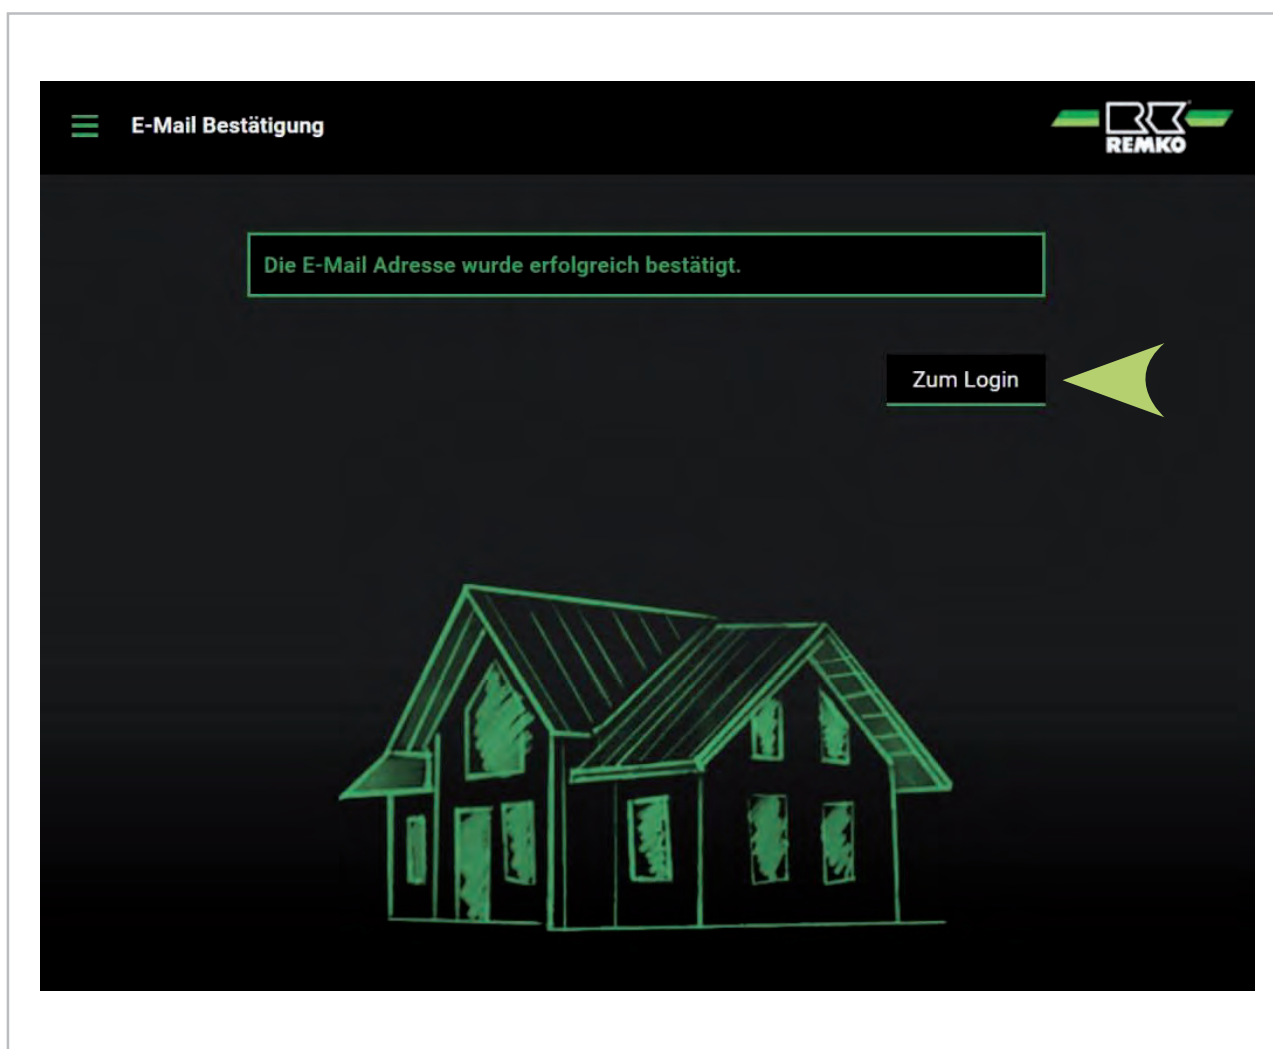 E-Mail Bestätigung
REMKO
Die E-Mail Adresse wurde erfolgreich bestätigt.
Zum Login